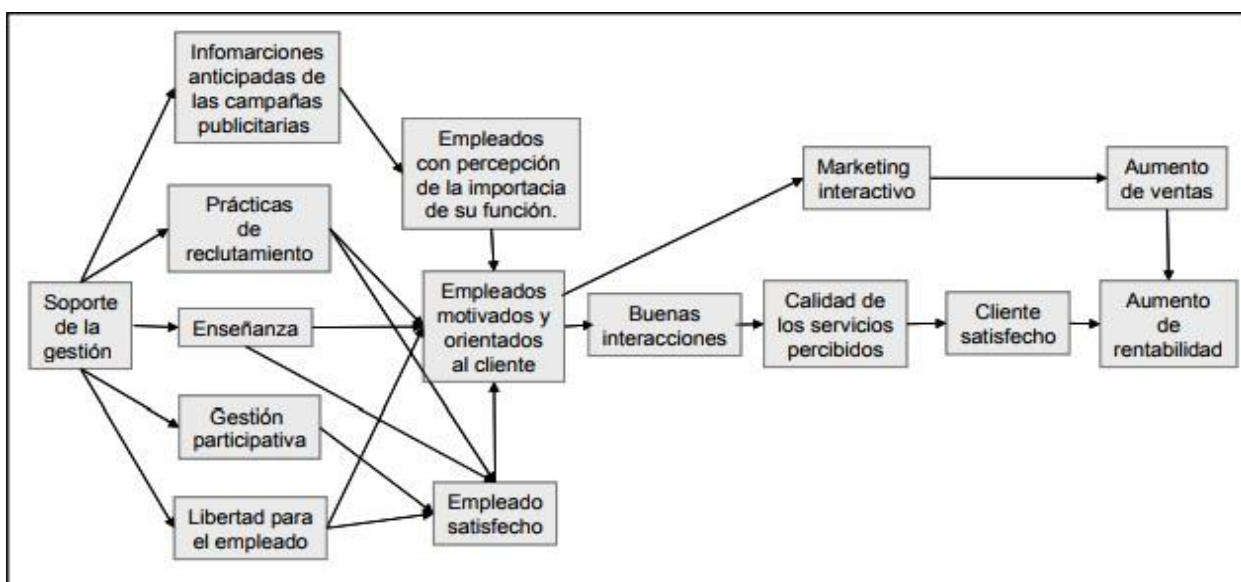 Infomarciones
anticipadas de
las campañas
publicitarias
Empleados
con percepción
de la importacia
de su función.
Marketing
interactivo
Aumento
de ventas
Prácticas
de
reclutamiento
Soporte
de la
gestión
Enseñanza
Empleados
motivados y
orientados
al cliente
Buenas
interacciones
Calidad de
los servicios
percibidos
Cliente
satisfecho
Aumento
de
rentabilidad
Gestión
participativa
Libertad para
el empleado
Empleado
satisfecho